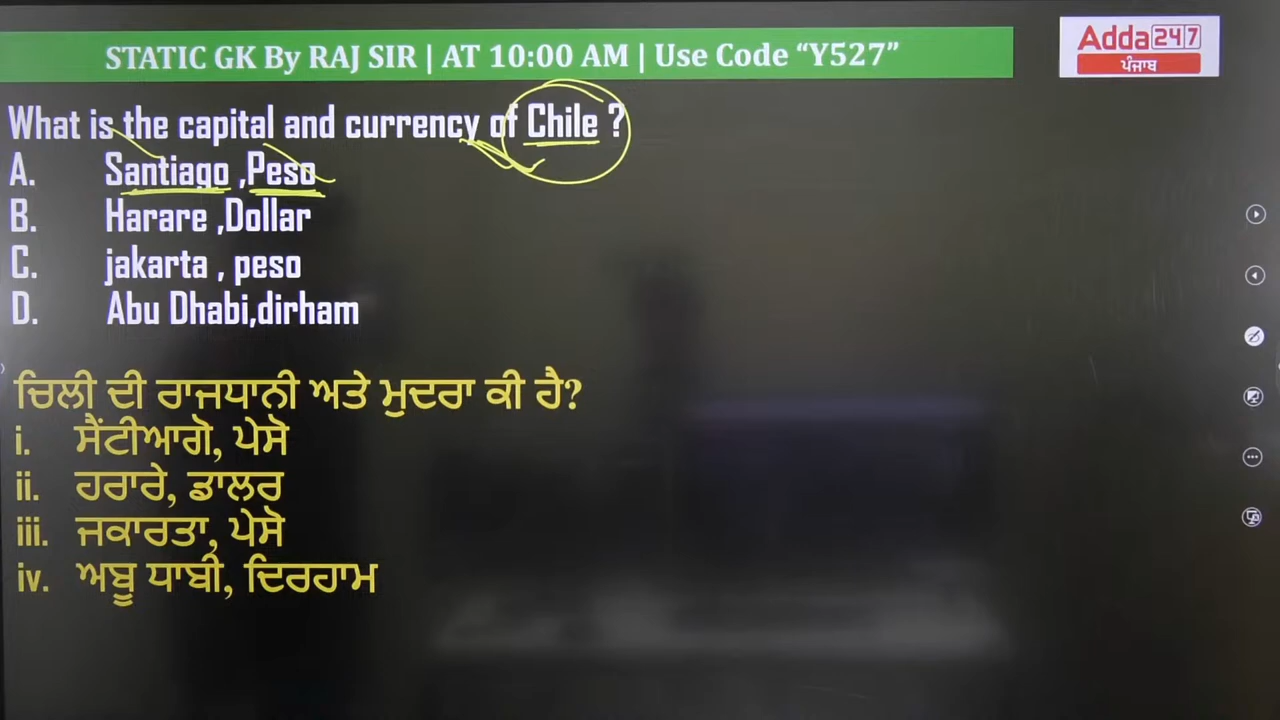 STATIC GK By RAJ SIR | AT 10:00 AM | Use Code “Y527”
Adda247
ਪੰਜਾਬ
What is the capital and currency of Chile ?
A. Santiago ,Peso
B. Harare ,Dollar
C. jakarta , peso
D. Abu Dhabi,dirham
ਚਿਲੀ ਦੀ ਰਾਜਧਾਨੀ ਅਤੇ ਮੁਦਰਾ ਕੀ ਹੈ?
i. ਸੈਂਟੀਆਗੋ, ਪੇਸੋ
ii. ਹਰਾਰੇ, ਡਾਲਰ
iii. ਜਕਾਰਤਾ, ਪੇਸੋ
iv. ਅਬੂ ਧਾਬੀ, ਦਿਰਹਾਮ